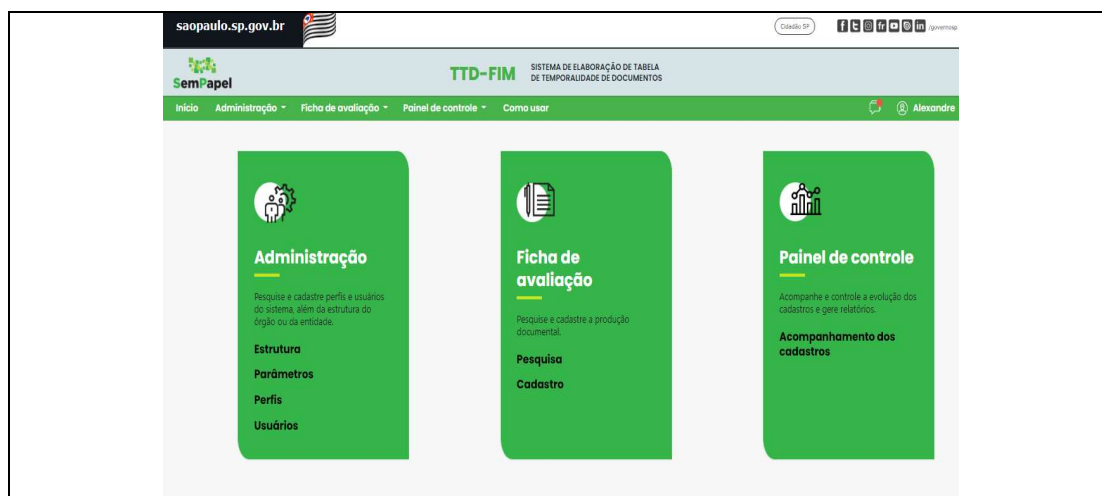 saopaulo.sp.gov.br
Cidadão SP
/governosp
SemPapel
TTD-FIM
SISTEMA DE ELABORAÇÃO DE TABELA
DE TEMPORALIDADE DE DOCUMENTOS
Início Administração Ficha de avaliação Painel de controle Como usar Alexandre
Administração
Pesquise e cadastre perfis e usuários
do sistema, além da estrutura do
órgão ou da entidade.
Estrutura
Parâmetros
Perfis
Usuários
Ficha de
avaliação
Pesquise e cadastre a produção
documental.
Pesquisa
Cadastro
Painel de controle
Acompanhe e controle a evolução dos
cadastros e gere relatórios.
Acompanhamento dos
cadastros